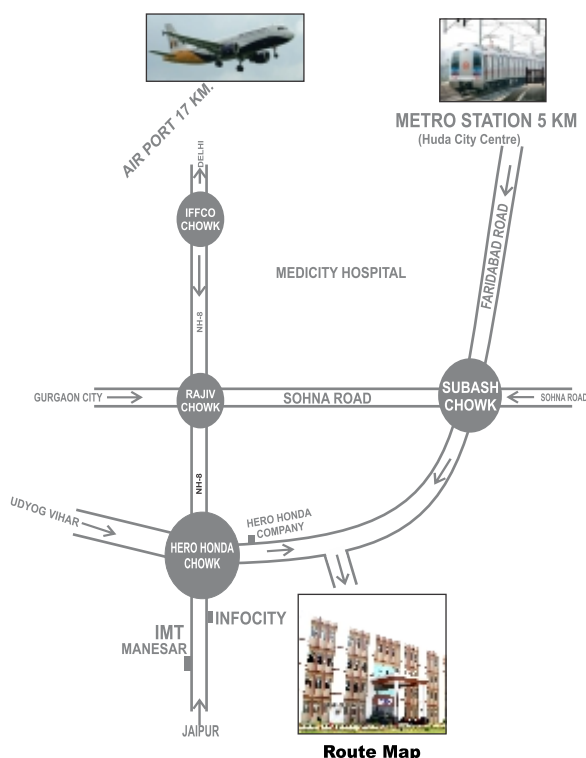 AIR PORT 17 KM.
METRO STATION 5 KM
(Huda City Centre)
DELHI
IFFCO
CHOWK
FARIDABAD ROAD
MEDICITY HOSPITAL
NH-8
GURGAON CITY
RAJIV
CHOWK
SOHNA ROAD
SUBASH
CHOWK
SOHNA ROAD
NH-8
UDYOG VIHAR
HERO HONDA
COMPANY
HERO HONDA
CHOWK
INFOCITY
IMT
MANESAR
JAIPUR
Route Map